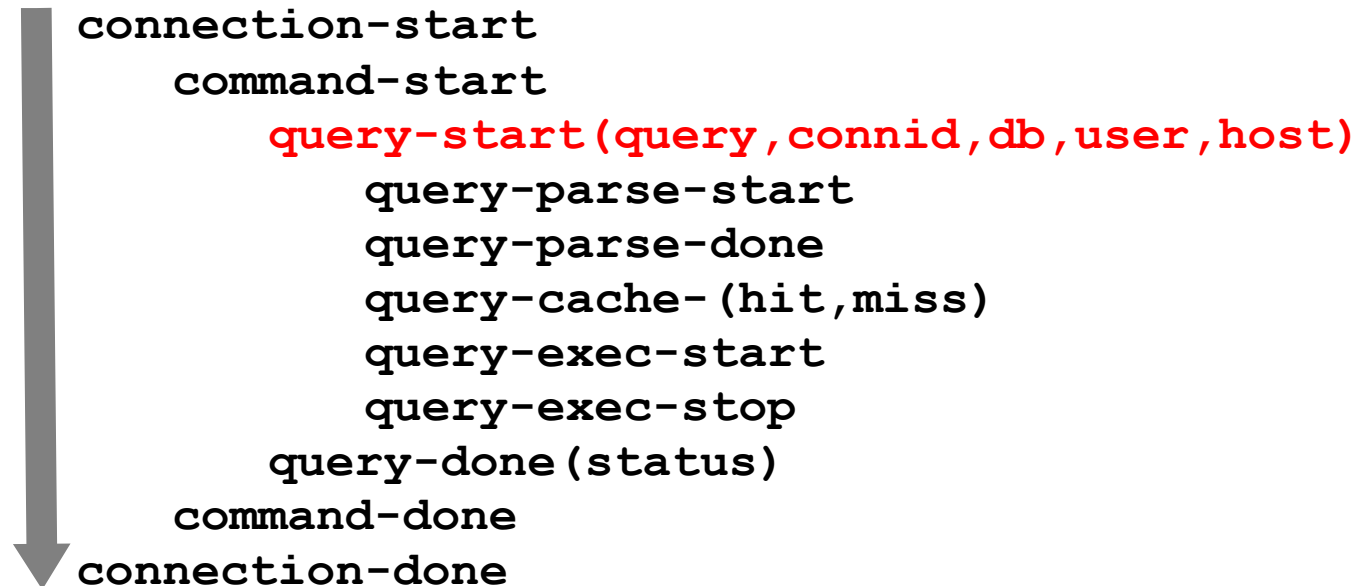 connection-start
command-start
query-start(query,connid,db,user,host)
query-parse-start
query-parse-done
query-cache-(hit,miss)
query-exec-start
query-exec-stop
query-done(status)
command-done
connection-done